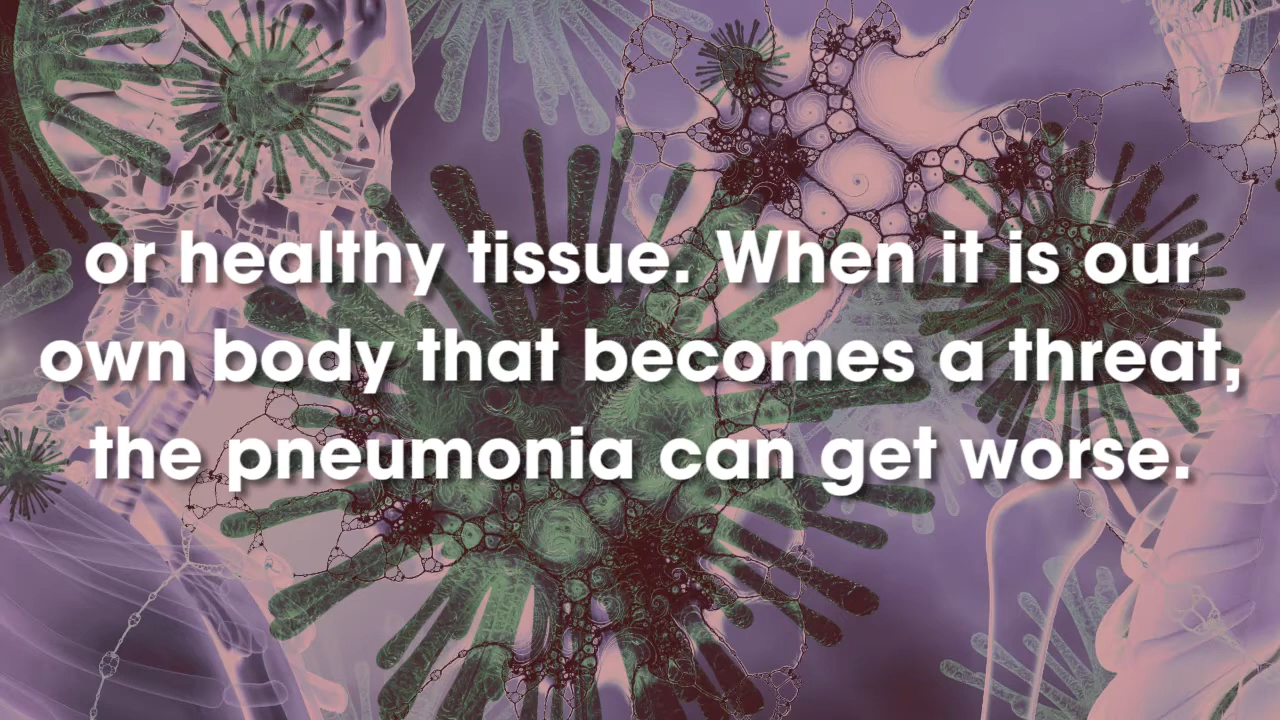 or healthy tissue. When it is our
own body that becomes a threat,
the pneumonia can get worse.